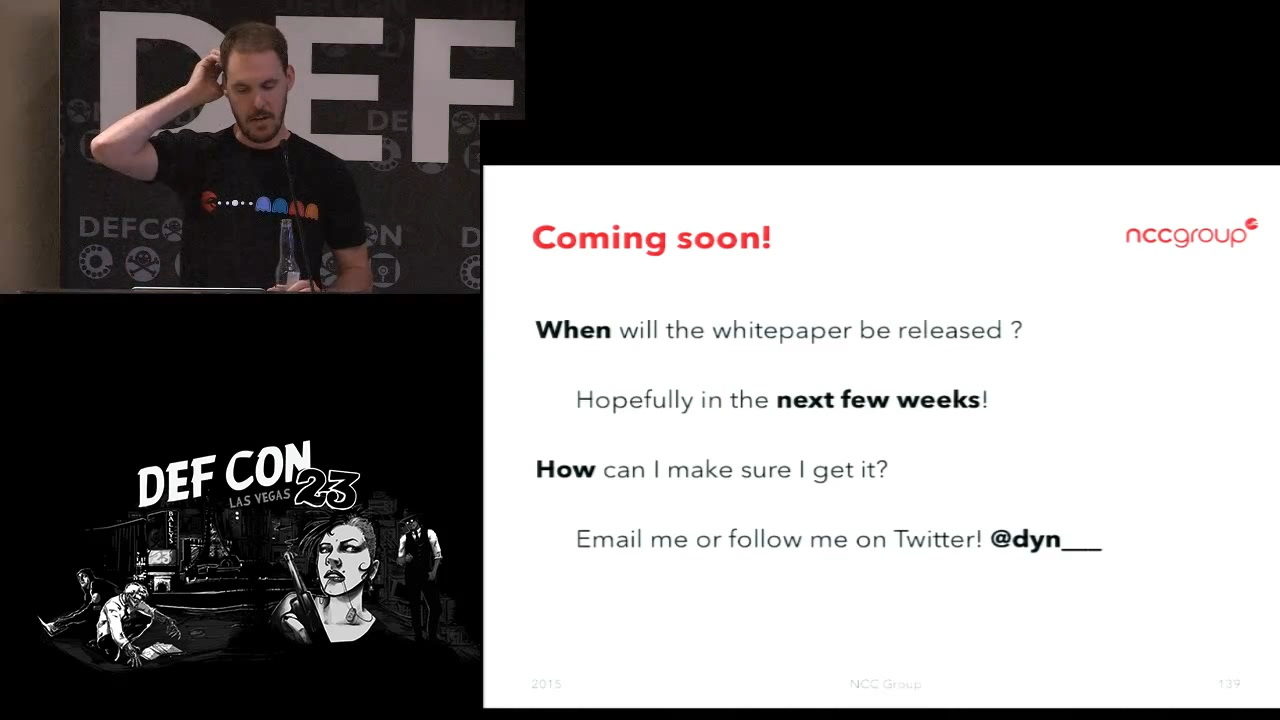 DEF
DEF CON
DEFCON
D
Coming soon!
nccgroup
When will the whitepaper be released ?
Hopefully in the next few weeks!
How can I make sure I get it?
Email me or follow me on Twitter! @dyn___
DEF CON 23
LAS VEGAS
BALLYS
2015
NCC Group
139